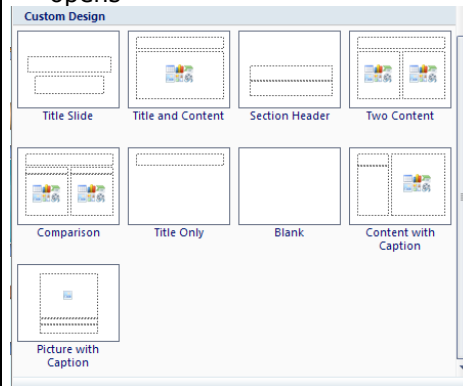 opens
Custom Design
Title Slide
Title and Content
Section Header
Two Content
Comparison
Title Only
Blank
Content with
Caption
Picture with
Caption